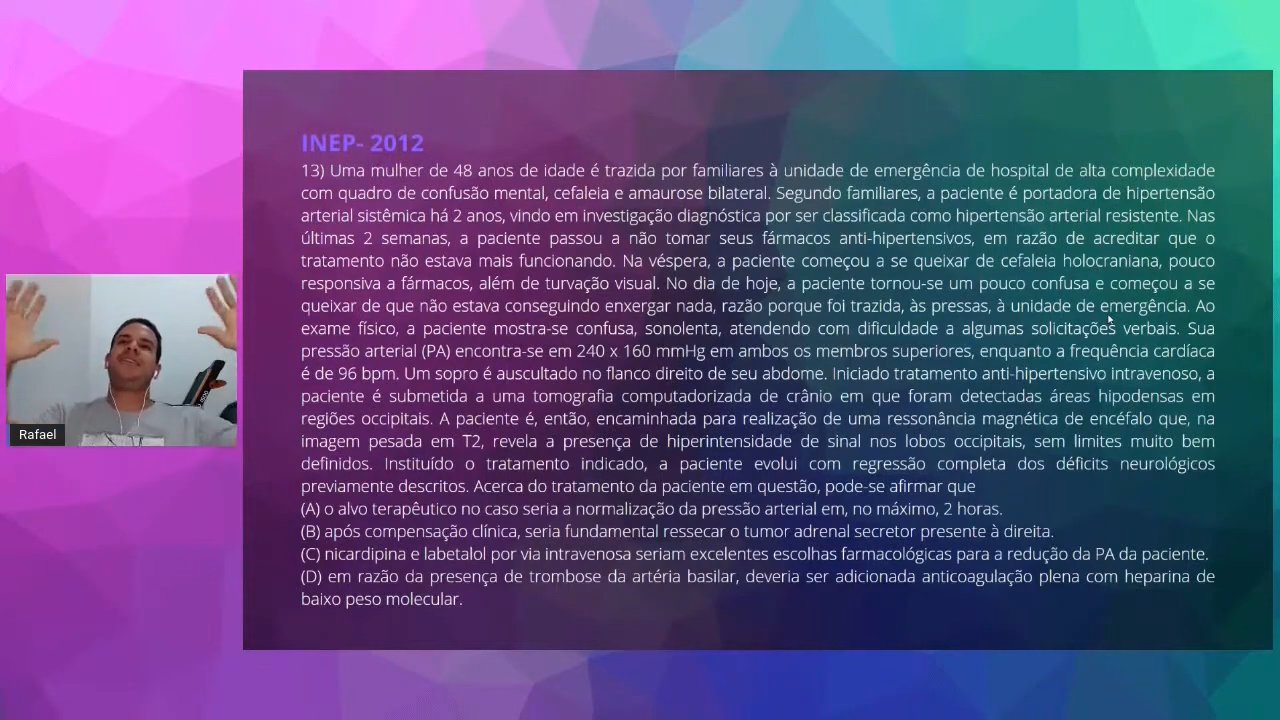 INEP- 2012
13) Uma mulher de 48 anos de idade é trazida por familiares à unidade de emergência de hospital de alta complexidade
com quadro de confusão mental, cefaleia e amaurose bilateral. Segundo familiares, a paciente é portadora de hipertensão
arterial sistêmica há 2 anos, vindo em investigação diagnóstica por ser classificada como hipertensão arterial resistente. Nas
últimas 2 semanas, a paciente passou a não tomar seus fármacos anti-hipertensivos, em razão de acreditar que o
tratamento não estava mais funcionando. Na véspera, a paciente começou a se queixar de cefaleia holocraniana, pouco
responsiva a fármacos, além de turvação visual. No dia de hoje, a paciente tornou-se um pouco confusa e começou a se
queixar de que não estava conseguindo enxergar nada, razão porque foi trazida, às pressas, à unidade de emergência. Ao
exame físico, a paciente mostra-se confusa, sonolenta, atendendo com dificuldade a algumas solicitações verbais. Sua
pressão arterial (PA) encontra-se em 240 x 160 mmHg em ambos os membros superiores, enquanto a frequência cardíaca
é de 96 bpm. Um sopro é auscultado no flanco direito de seu abdome. Iniciado tratamento anti-hipertensivo intravenoso, a
paciente é submetida a uma tomografia computadorizada de crânio em que foram detectadas áreas hipodensas em
regiões occipitais. A paciente é, então, encaminhada para realização de uma ressonância magnética de encéfalo que, na
imagem pesada em T2, revela a presença de hiperintensidade de sinal nos lobos occipitais, sem limites muito bem
definidos. Instituído o tratamento indicado, a paciente evolui com regressão completa dos déficits neurológicos
previamente descritos. Acerca do tratamento da paciente em questão, pode-se afirmar que
(A) o alvo terapêutico no caso seria a normalização da pressão arterial em, no máximo, 2 horas.
(B) após compensação clínica, seria fundamental ressecar o tumor adrenal secretor presente à direita.
(C) nicardipina e labetalol por via intravenosa seriam excelentes escolhas farmacológicas para a redução da PA da paciente.
(D) em razão da presença de trombose da artéria basilar, deveria ser adicionada anticoagulação plena com heparina de
baixo peso molecular.
Rafael